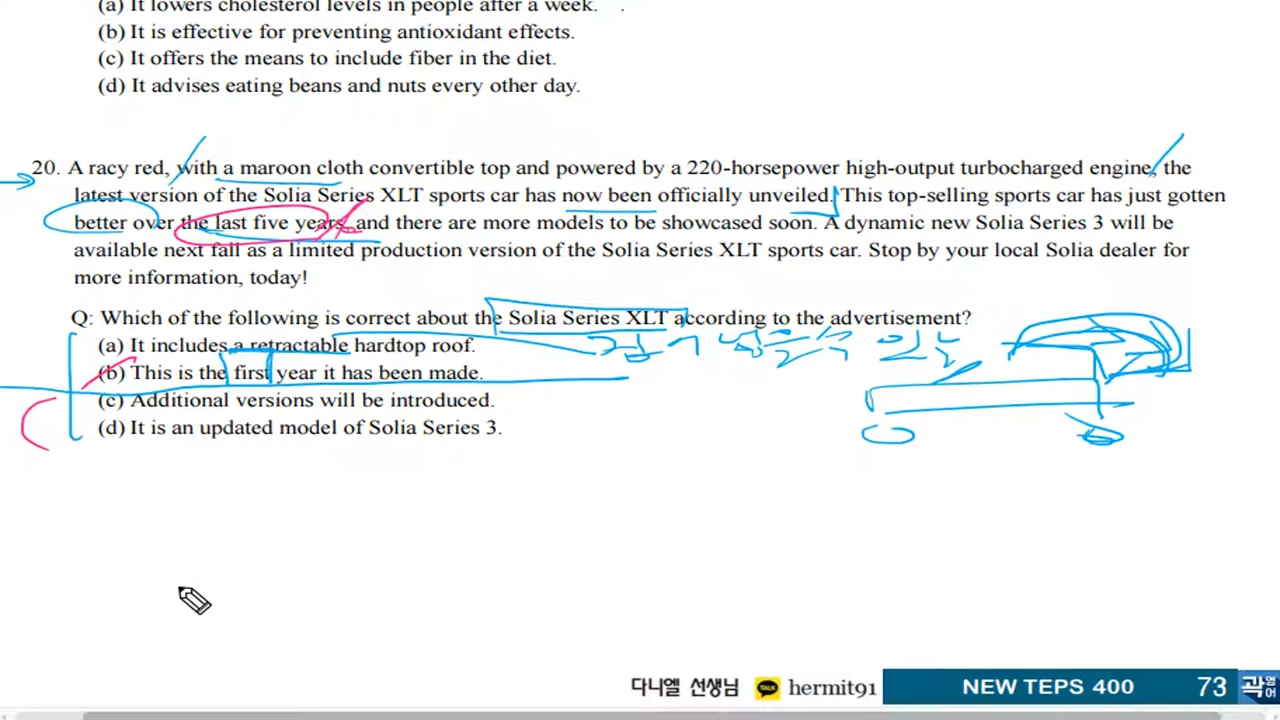 (a) It lowers cholesterol levels in people after a week.
(b) It is effective for preventing antioxidant effects.
(c) It offers the means to include fiber in the diet.
(d) It advises eating beans and nuts every other day.
20. A racy red, with a maroon cloth convertible top and powered by a 220-horsepower high-output turbocharged engine, the
latest version of the Solia Series XLT sports car has now been officially unveiled. This top-selling sports car has just gotten
better over the last five years, and there are more models to be showcased soon. A dynamic new Solia Series 3 will be
available next fall as a limited production version of the Solia Series XLT sports car. Stop by your local Solia dealer for
more information, today!
Q: Which of the following is correct about the Solia Series XLT according to the advertisement?
(a) It includes a retractable hardtop roof.
(b) This is the first year it has been made.
(c) Additional versions will be introduced.
(d) It is an updated model of Solia Series 3.
다니엘 선생님 TALK hermit91 NEW TEPS 400 73 곽영어